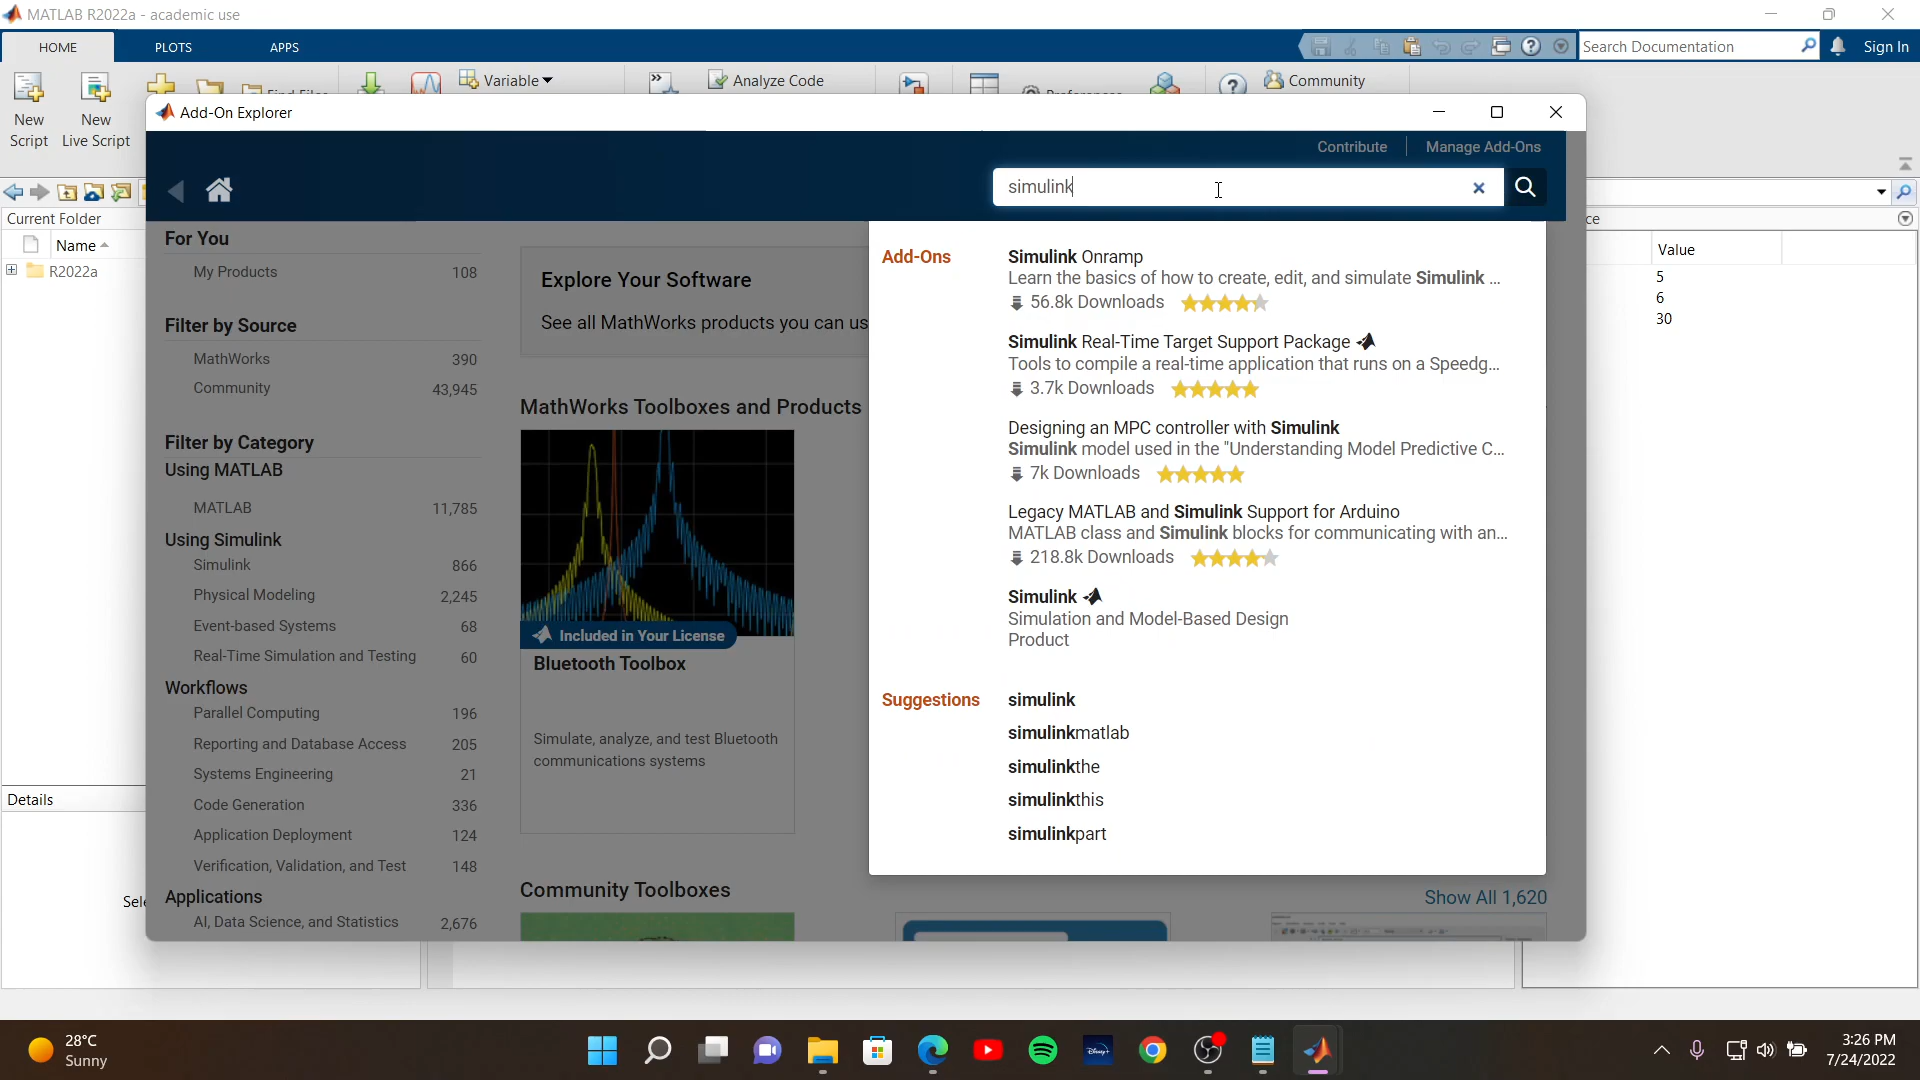 MATLAB R2022a - academic use
HOME PLOTS APPS
Search Documentation
Sign In
New Script
New Live Script
Variable
Analyze Code
Community
Add-On Explorer
Contribute Manage Add-Ons
simulink
Current Folder
Name
R2022a
Details
Value
5
6
30
For You
My Products 108
Filter by Source
MathWorks 390
Community 43,945
Filter by Category
Using MATLAB
MATLAB 11,785
Using Simulink
Simulink 866
Physical Modeling 2,245
Event-based Systems 68
Real-Time Simulation and Testing 60
Workflows
Parallel Computing 196
Reporting and Database Access 205
Systems Engineering 21
Code Generation 336
Application Deployment 124
Verification, Validation, and Test 148
Applications
AI, Data Science, and Statistics 2,676
Explore Your Software
See all MathWorks products you can us
MathWorks Toolboxes and Products
Included in Your License
Bluetooth Toolbox
Simulate, analyze, and test Bluetooth
communications systems
Community Toolboxes
Show All 1,620
Add-Ons
Simulink Onramp
Learn the basics of how to create, edit, and simulate Simulink ...
56.8k Downloads
Simulink Real-Time Target Support Package
Tools to compile a real-time application that runs on a Speedg...
3.7k Downloads
Designing an MPC controller with Simulink
Simulink model used in the "Understanding Model Predictive C...
7k Downloads
Legacy MATLAB and Simulink Support for Arduino
MATLAB class and Simulink blocks for communicating with an...
218.8k Downloads
Simulink
Simulation and Model-Based Design
Product
Suggestions
simulink
simulinkmatlab
simulinkthe
simulinkthis
simulinkpart
28°C
Sunny
Disney+
3:26 PM
7/24/2022